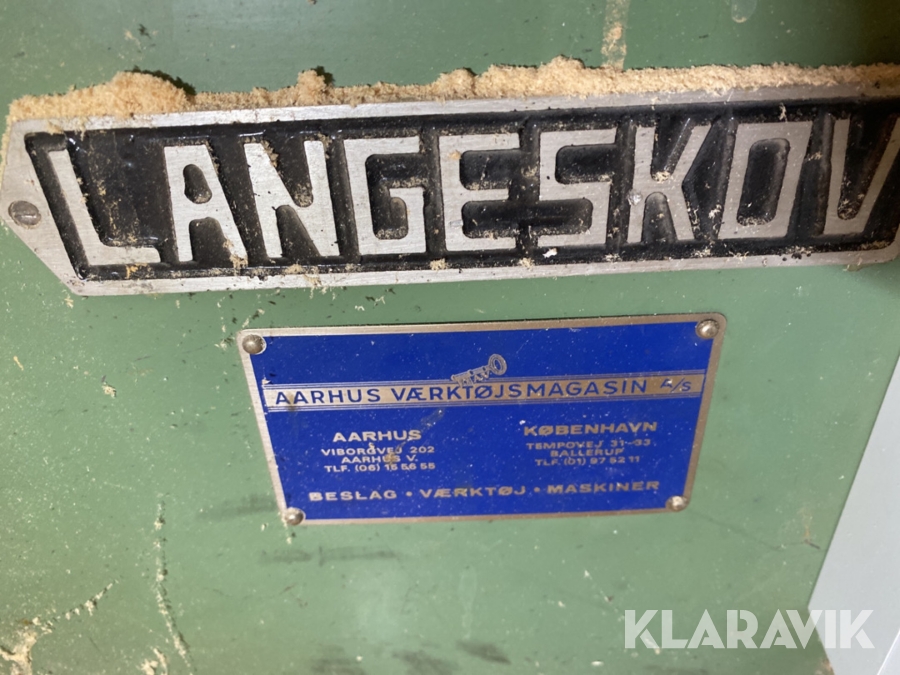 LANGESKOV
AARHUS VÆRKTØJSMAGASIN A/S
AARHUS
VIBORGVEJ 202
AARHUS V.
TLF. (06) 15 56 55
KØBENHAVN
TEMPOVEJ 31-33
BALLERUP
TLF. (01) 97 52 11
BESLAG · VÆRKTØJ · MASKINER
KLARAVIK